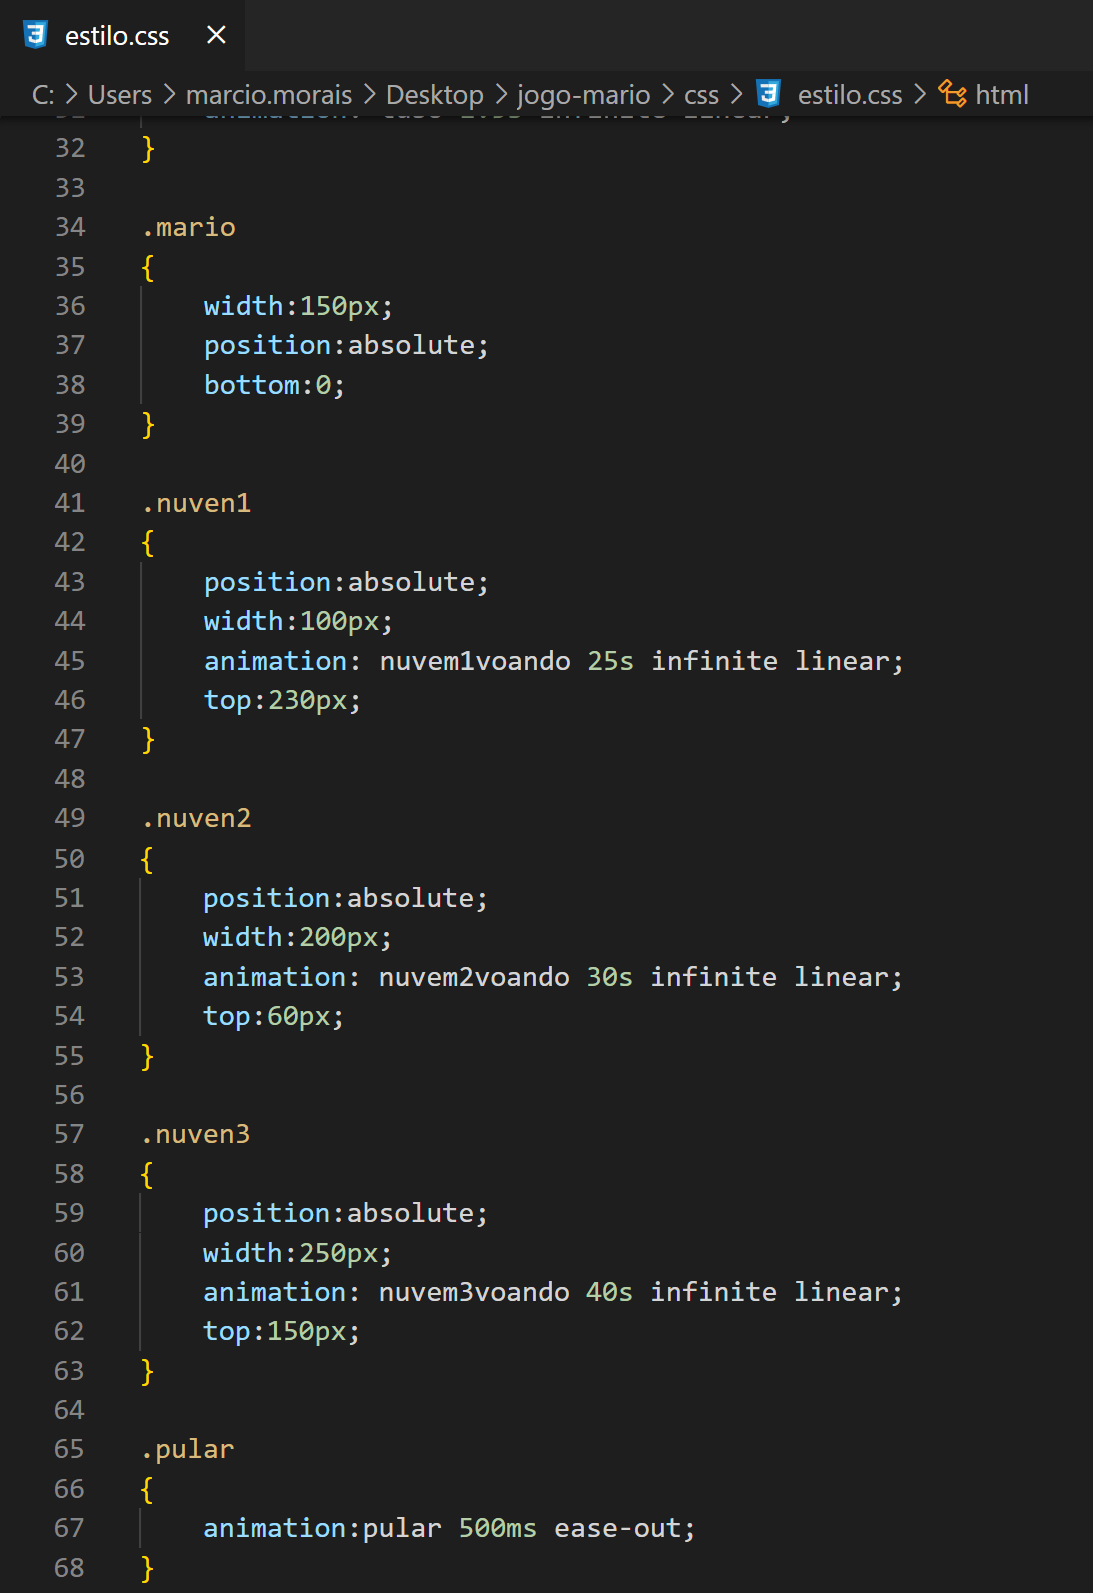 estilo.css
C: > Users > marcio.morais > Desktop > jogo-mario > css > estilo.css > html
32 }
33
34 .mario
35 {
36 width:150px;
37 position:absolute;
38 bottom:0;
39 }
40
41 .nuven1
42 {
43 position:absolute;
44 width:100px;
45 animation: nuvem1voando 25s infinite linear;
46 top:230px;
47 }
48
49 .nuven2
50 {
51 position:absolute;
52 width:200px;
53 animation: nuvem2voando 30s infinite linear;
54 top:60px;
55 }
56
57 .nuven3
58 {
59 position:absolute;
60 width:250px;
61 animation: nuvem3voando 40s infinite linear;
62 top:150px;
63 }
64
65 .pular
66 {
67 animation:pular 500ms ease-out;
68 }